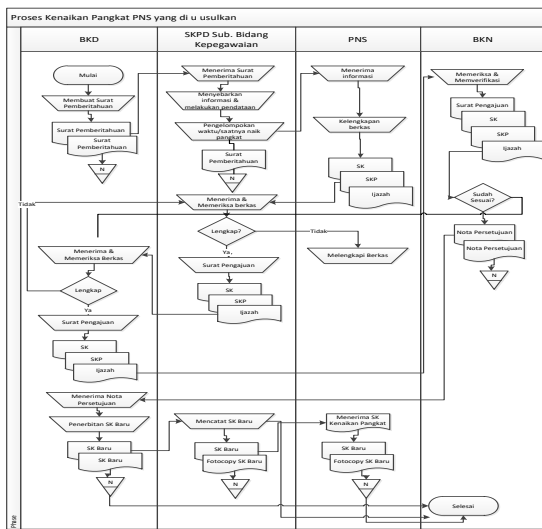 Proses Kenaikan Pangkat PNS yang di u usulkan
BKD
SKPD Sub. Bidang
Kepegawaian
PNS
BKN
Mulai
Membuat Surat
Pemberitahuan
Surat Pemberitahuan
Surat
Pemberitahuan
N
Menerima &
Memeriksa Berkas
Lengkap
Tidak
Ya
Surat Pengajuan
SK
SKP
Ijazah
Menerima Nota
Persetujuan
Penerbitan SK Baru
SK Baru
SK Baru
N
Menerima Surat
Pemberitahuan
Menyebarkan
informasi &
melakukan pendataan
Pengelompokan
waktu/saatnya naik
pangkat
Surat
Pemberitahuan
N
Menerima &
Memeriksa berkas
Lengkap?
Tidak
Ya,
Surat Pengajuan
SK
SKP
Ijazah
Mencatat SK Baru
SK Baru
Fotocopy SK Baru
N
Menerima
informasi
Kelengkapan
berkas
SK
SKP
Ijazah
Melengkapi Berkas
Menerima SK
Kenaikan Pangkat
SK Baru
Fotocopy SK Baru
N
Memeriksa &
Memverifikasi
Surat Pengajuan
SK
SKP
Ijazah
Sudah
Sesuai?
Nota Persetujuan
Nota Persetujuan
N
Selesai
Phase